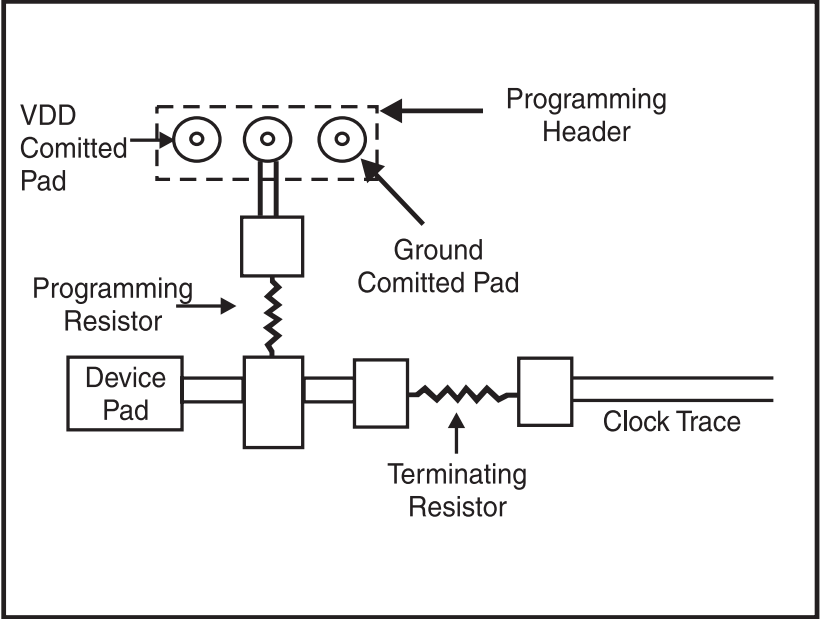 VDD
Comitted
Pad
Programming
Header
Ground
Comitted Pad
Programming
Resistor
Device
Pad
Clock Trace
Terminating
Resistor